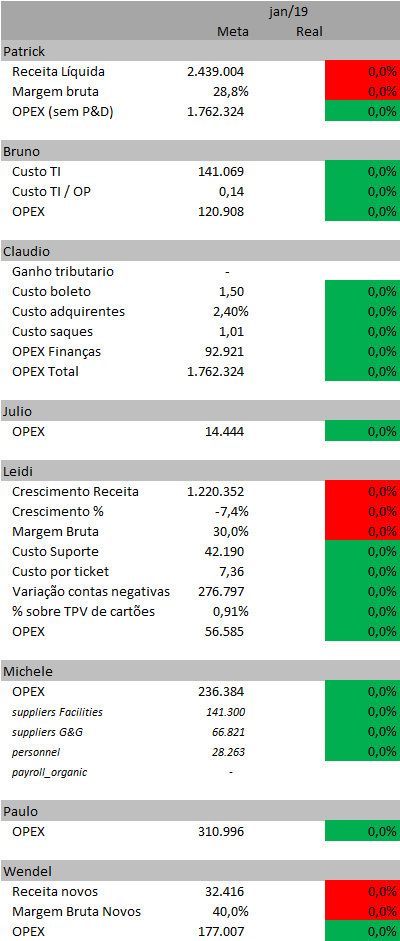 jan/19
Meta Real
Patrick
Receita Líquida 2.439.004 0,0%
Margem bruta 28,8% 0,0%
OPEX (sem P&D) 1.762.324 0,0%
Bruno
Custo TI 141.069 0,0%
Custo TI / OP 0,14 0,0%
OPEX 120.908 0,0%
Claudio
Ganho tributario -
Custo boleto 1,50 0,0%
Custo adquirentes 2,40% 0,0%
Custo saques 1,01 0,0%
OPEX Finanças 92.921 0,0%
OPEX Total 1.762.324 0,0%
Julio
OPEX 14.444 0,0%
Leidi
Crescimento Receita 1.220.352 0,0%
Crescimento % -7,4% 0,0%
Margem Bruta 30,0% 0,0%
Custo Suporte 42.190 0,0%
Custo por ticket 7,36 0,0%
Variação contas negativas 276.797 0,0%
% sobre TPV de cartões 0,91% 0,0%
OPEX 56.585 0,0%
Michele
OPEX 236.384 0,0%
suppliers Facilities 141.300 0,0%
suppliers G&G 66.821 0,0%
personnel 28.263 0,0%
payroll_organic -
Paulo
OPEX 310.996 0,0%
Wendel
Receita novos 32.416 0,0%
Margem Bruta Novos 40,0% 0,0%
OPEX 177.007 0,0%